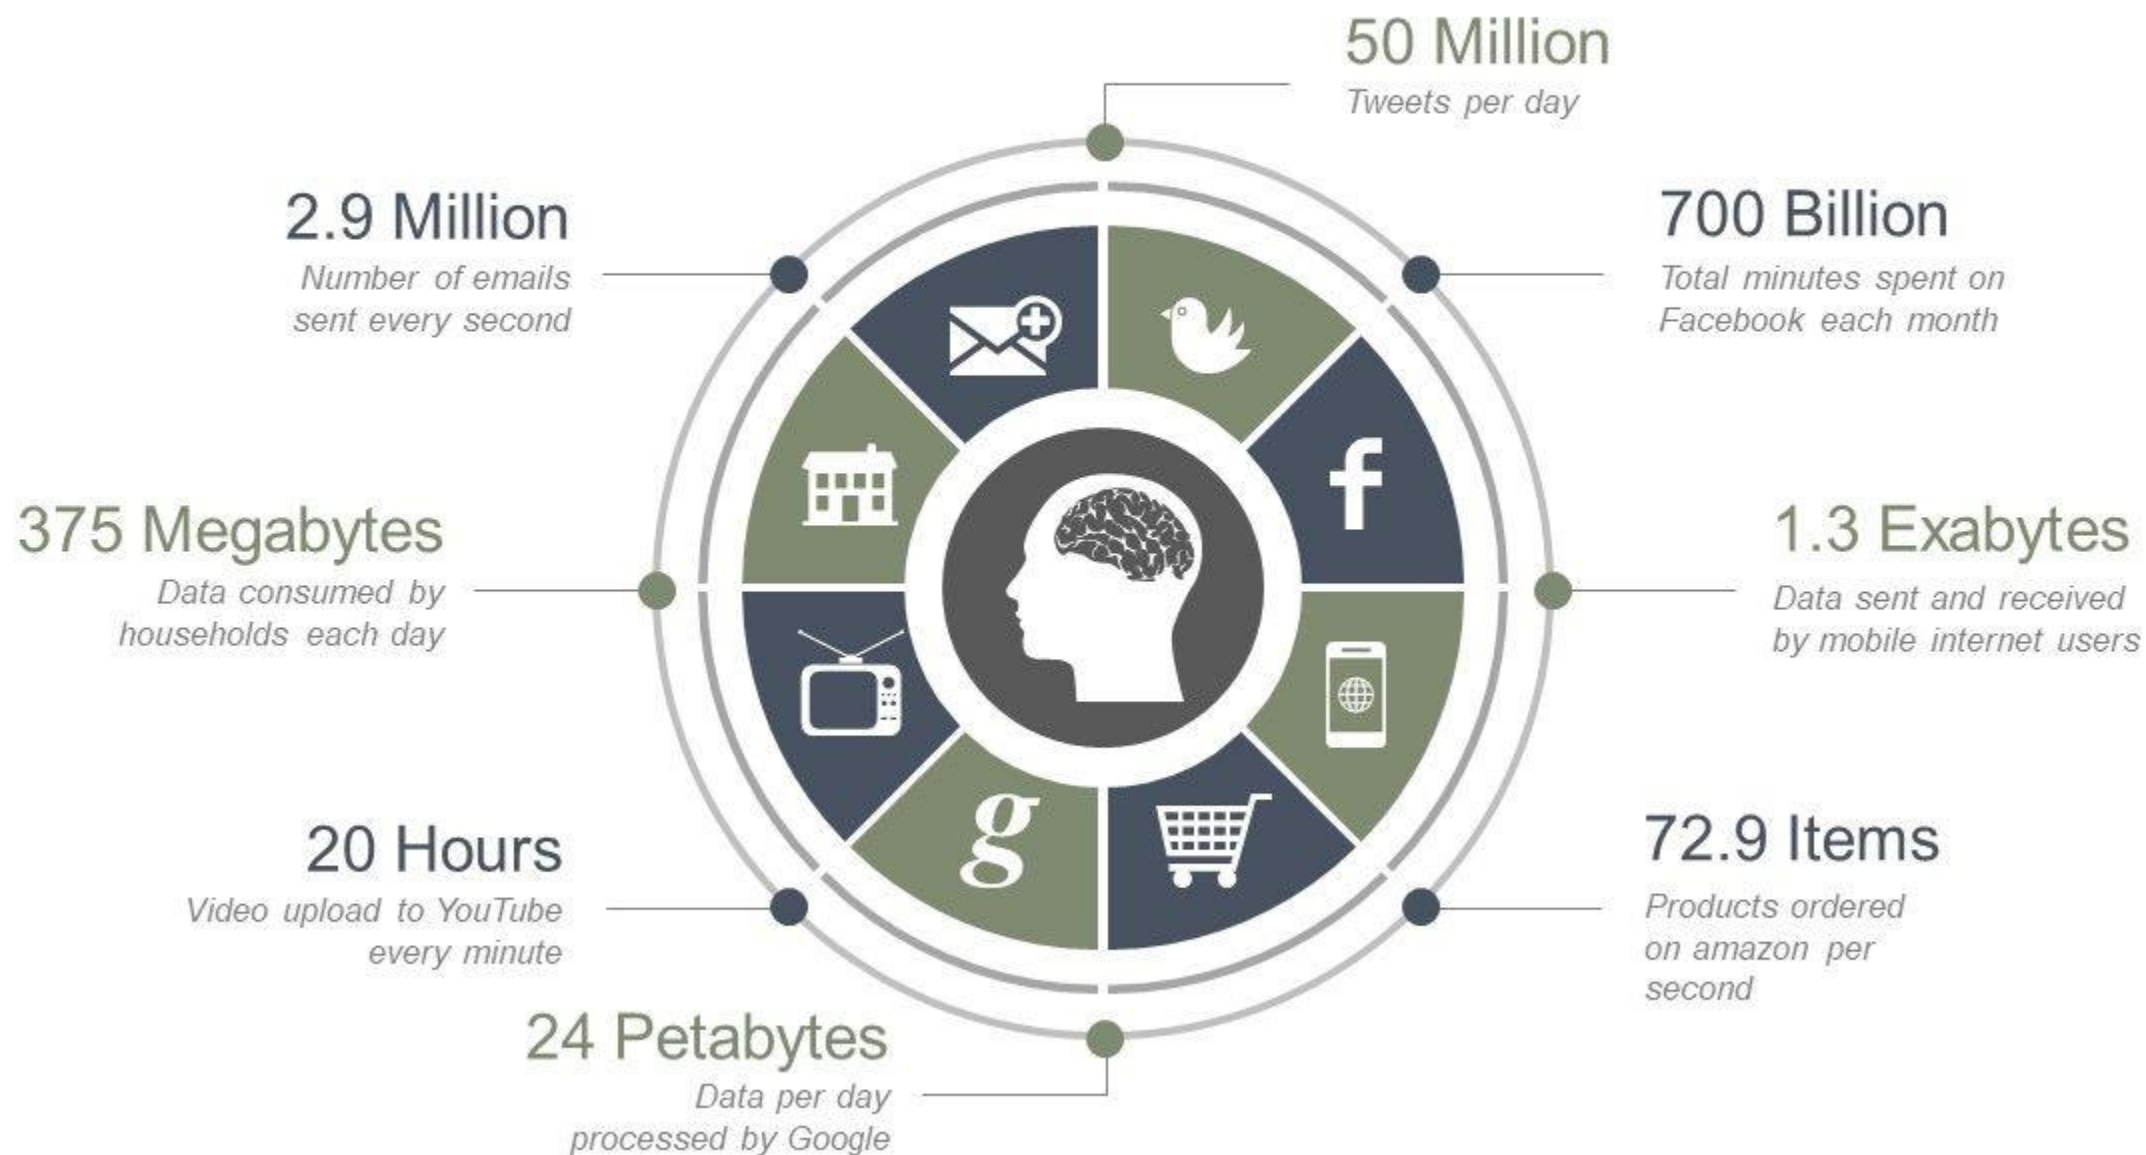 50 Million
Tweets per day
700 Billion
Total minutes spent on
Facebook each month
1.3 Exabytes
Data sent and received
by mobile internet users
72.9 Items
Products ordered
on amazon per
second
24 Petabytes
Data per day
processed by Google
20 Hours
Video upload to YouTube
every minute
375 Megabytes
Data consumed by
households each day
2.9 Million
Number of emails
sent every second
f
g